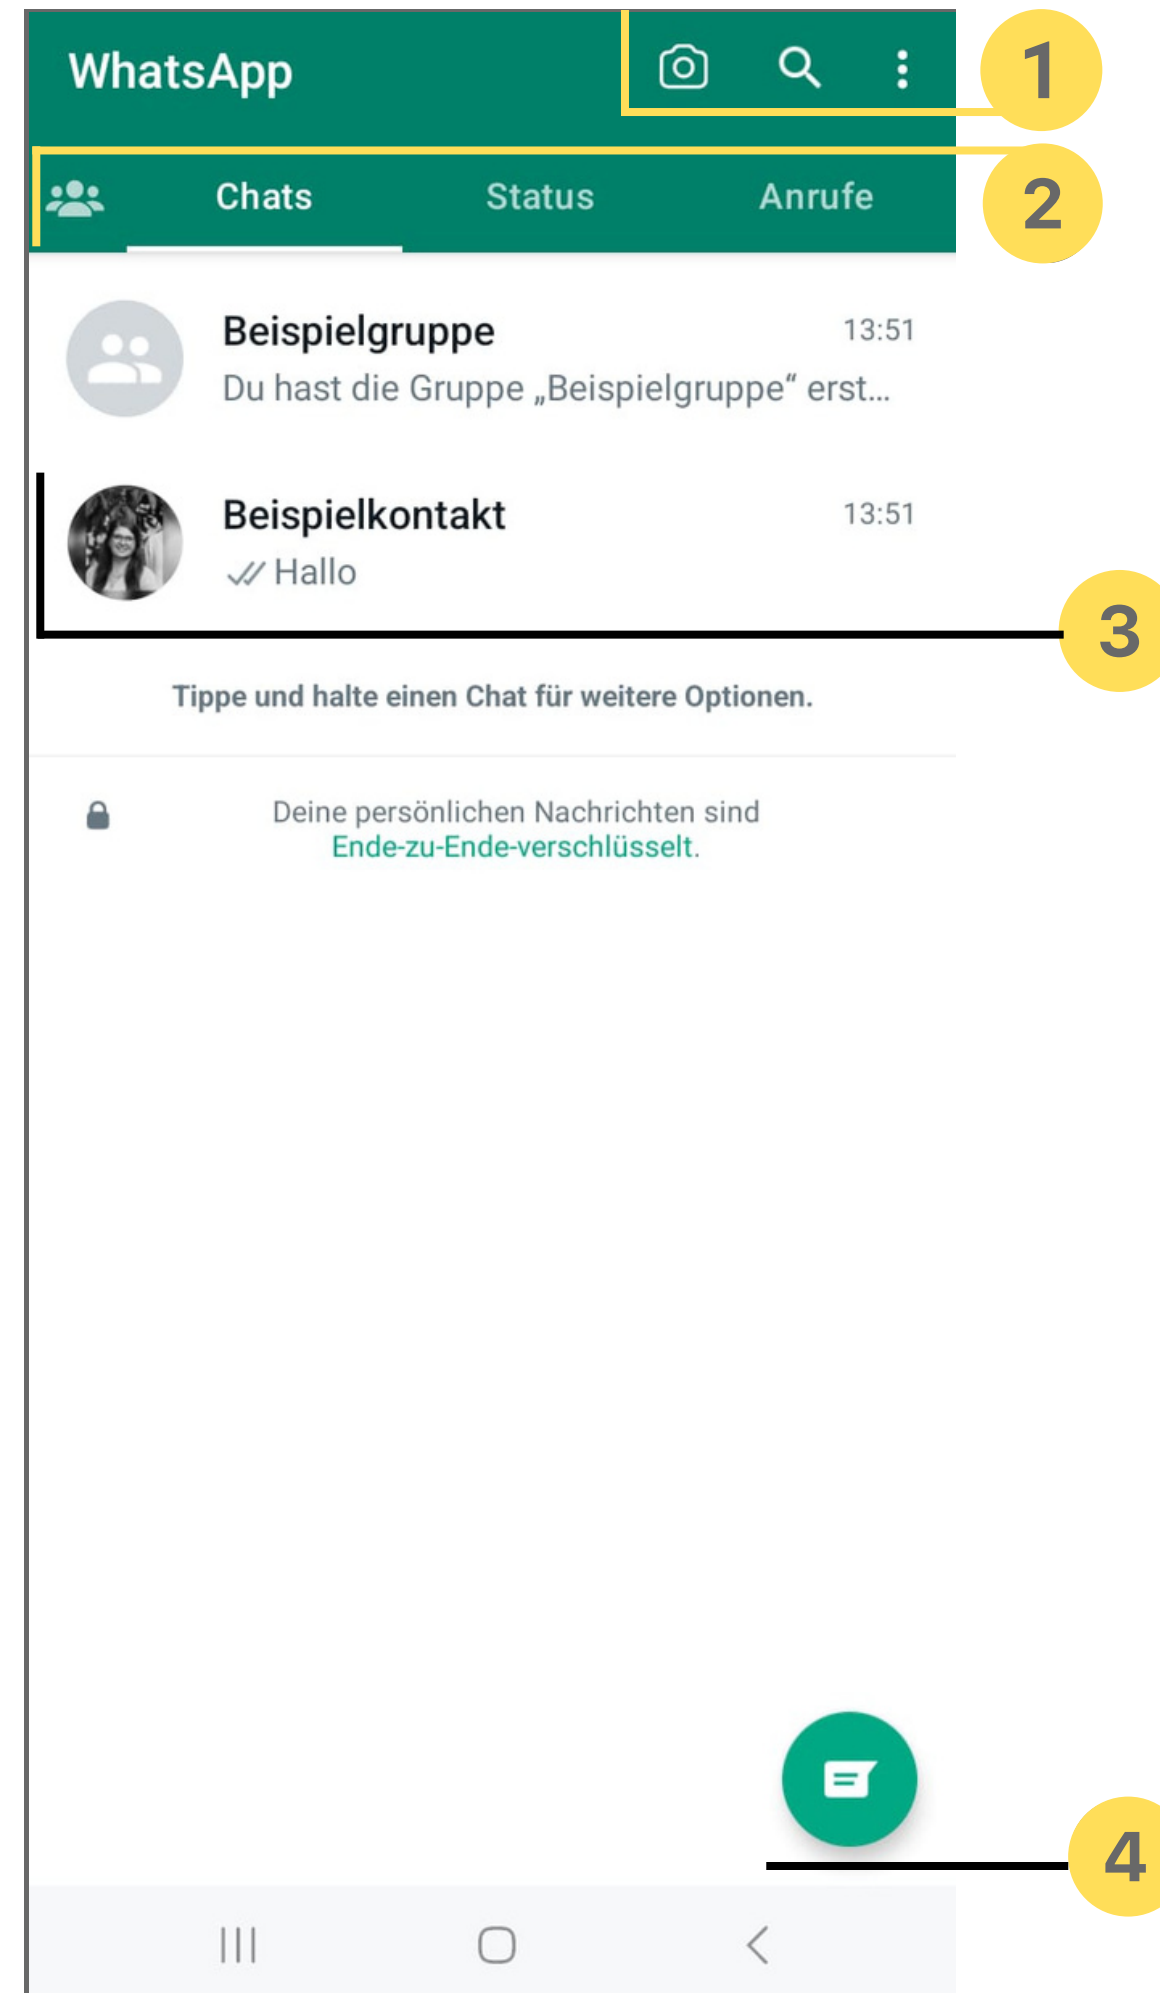 WhatsApp
1
2
Chats Status Anrufe
Beispielgruppe 13:51
Du hast die Gruppe „Beispielgruppe“ erst...
Beispielkontakt 13:51
Hallo
3
Tippe und halte einen Chat für weitere Optionen.
Deine persönlichen Nachrichten sind
Ende-zu-Ende-verschlüsselt.
4